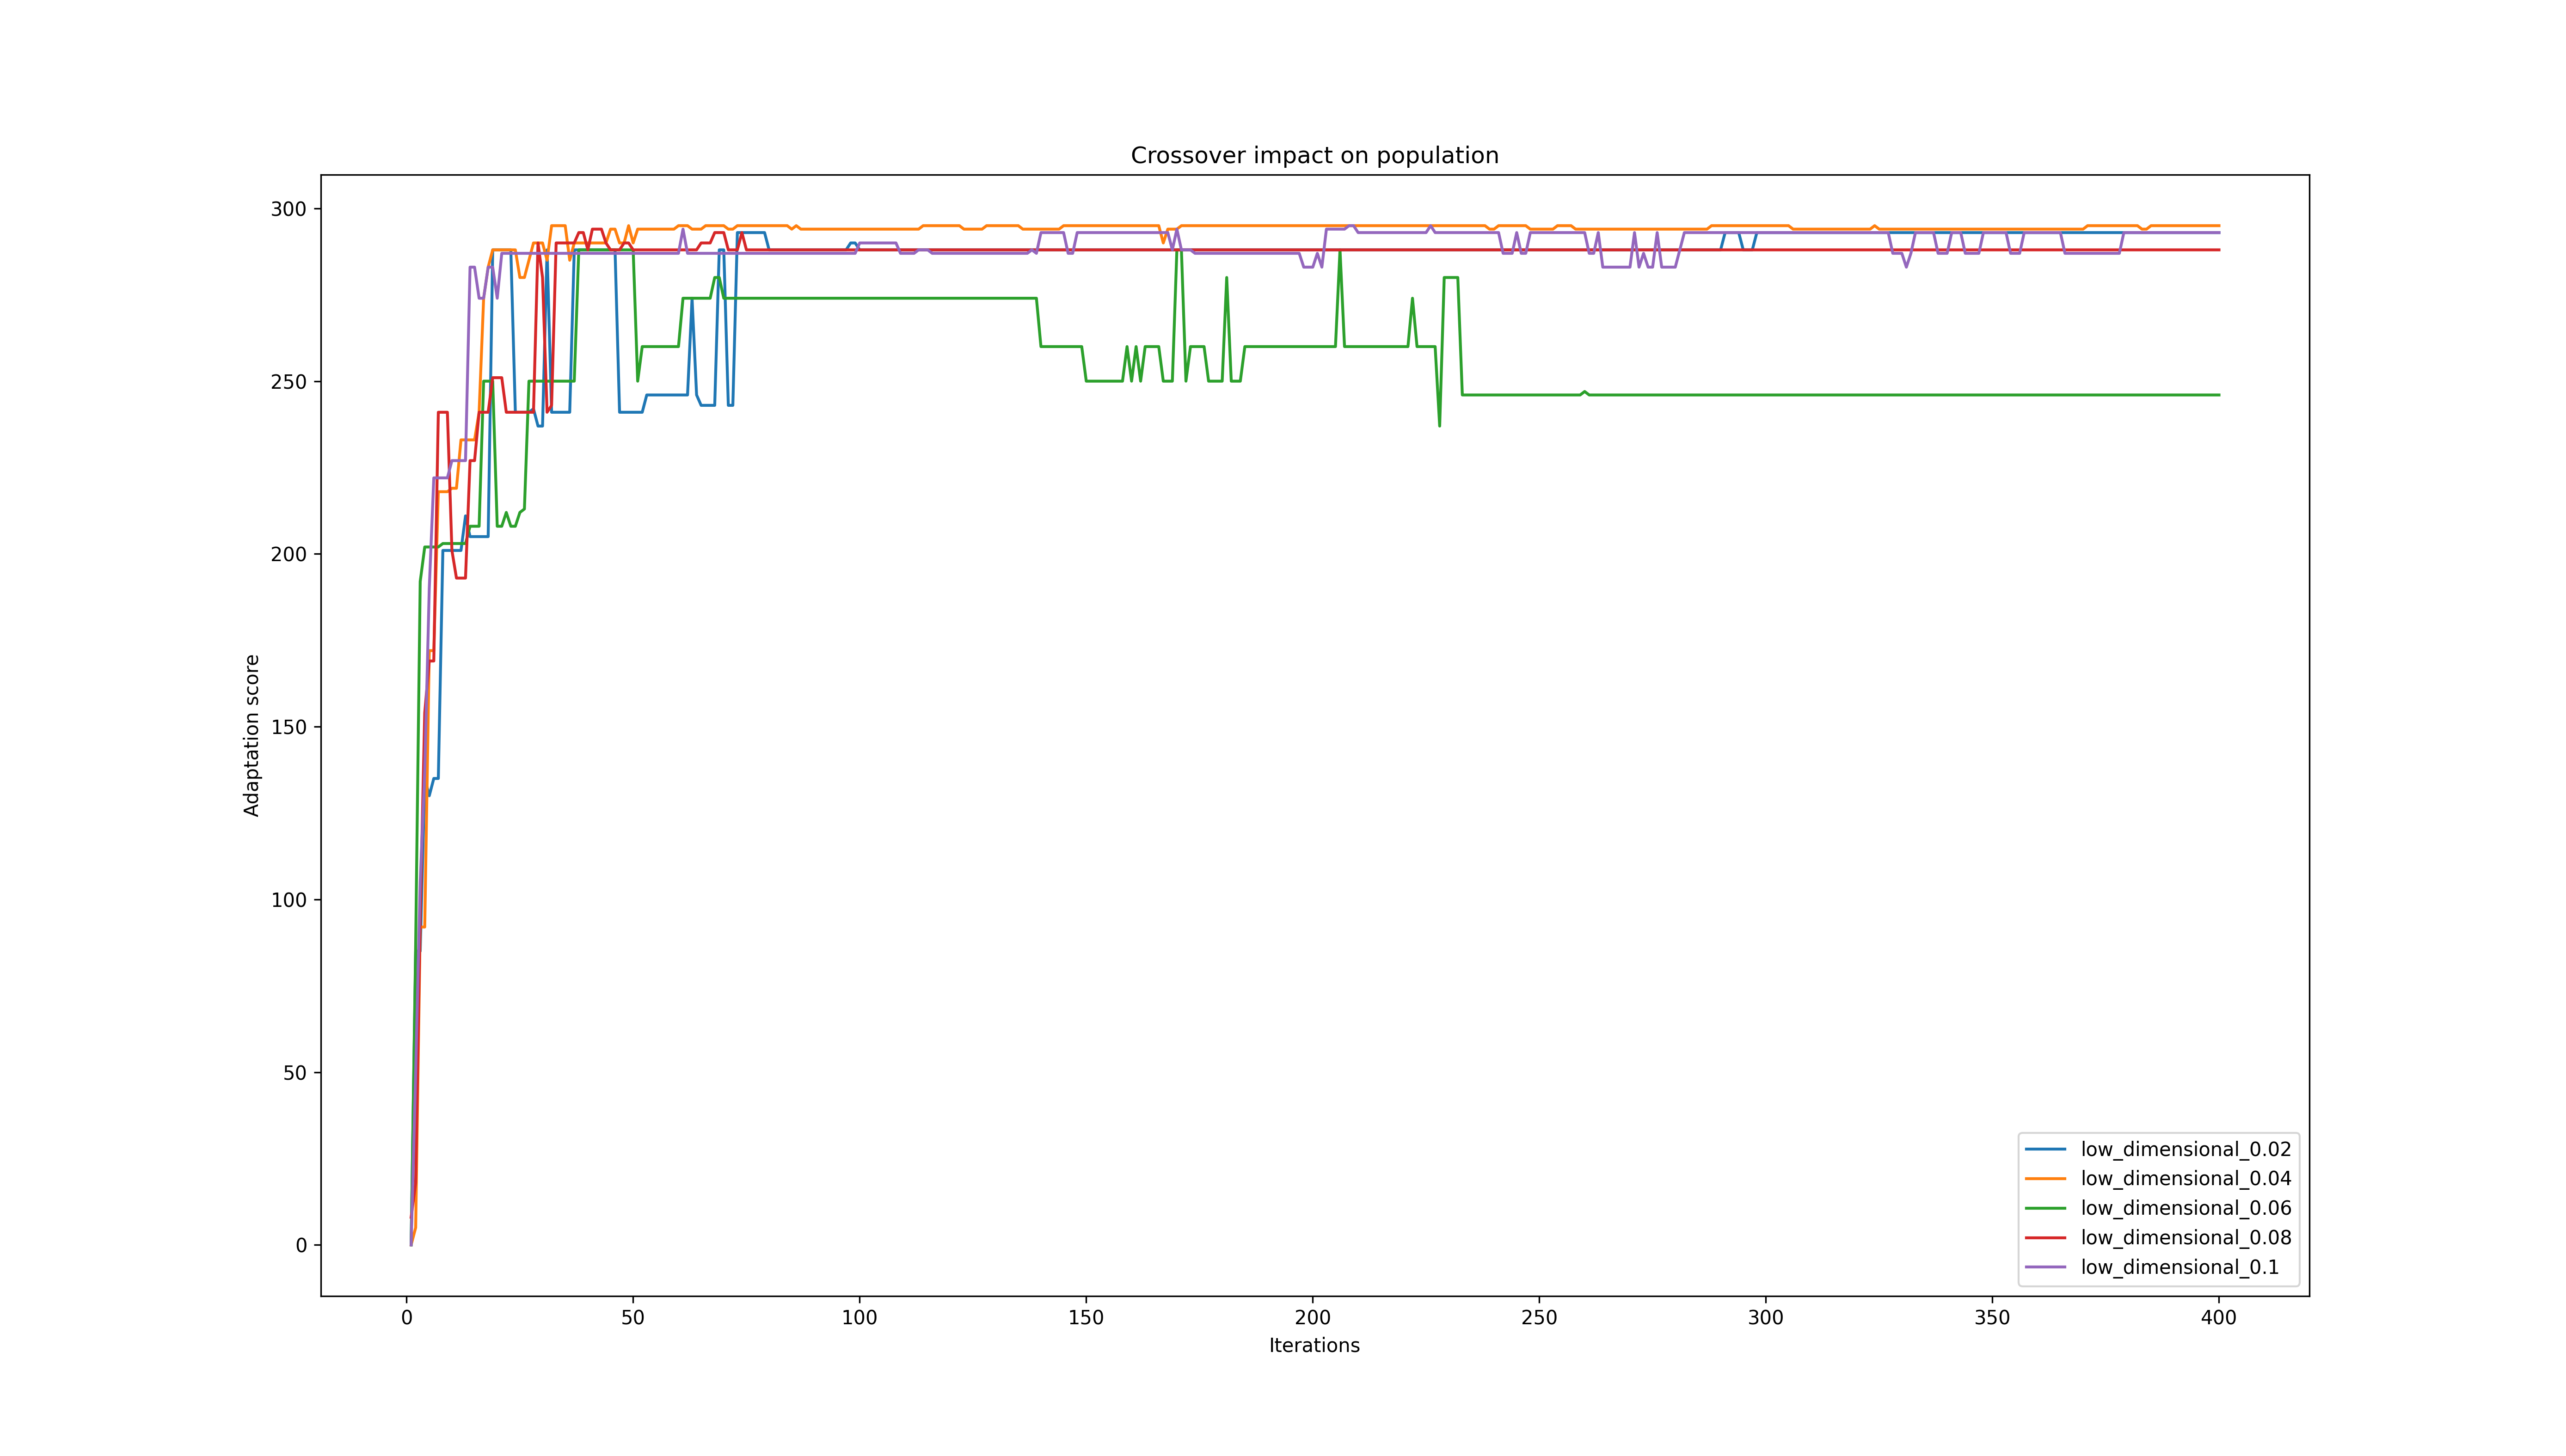 Crossover impact on population
300
250
200
150
100
50
0
Adaptation score
0 50 100 150 200 250 300 350 400
Iterations
low_dimensional_0.02
low_dimensional_0.04
low_dimensional_0.06
low_dimensional_0.08
low_dimensional_0.1